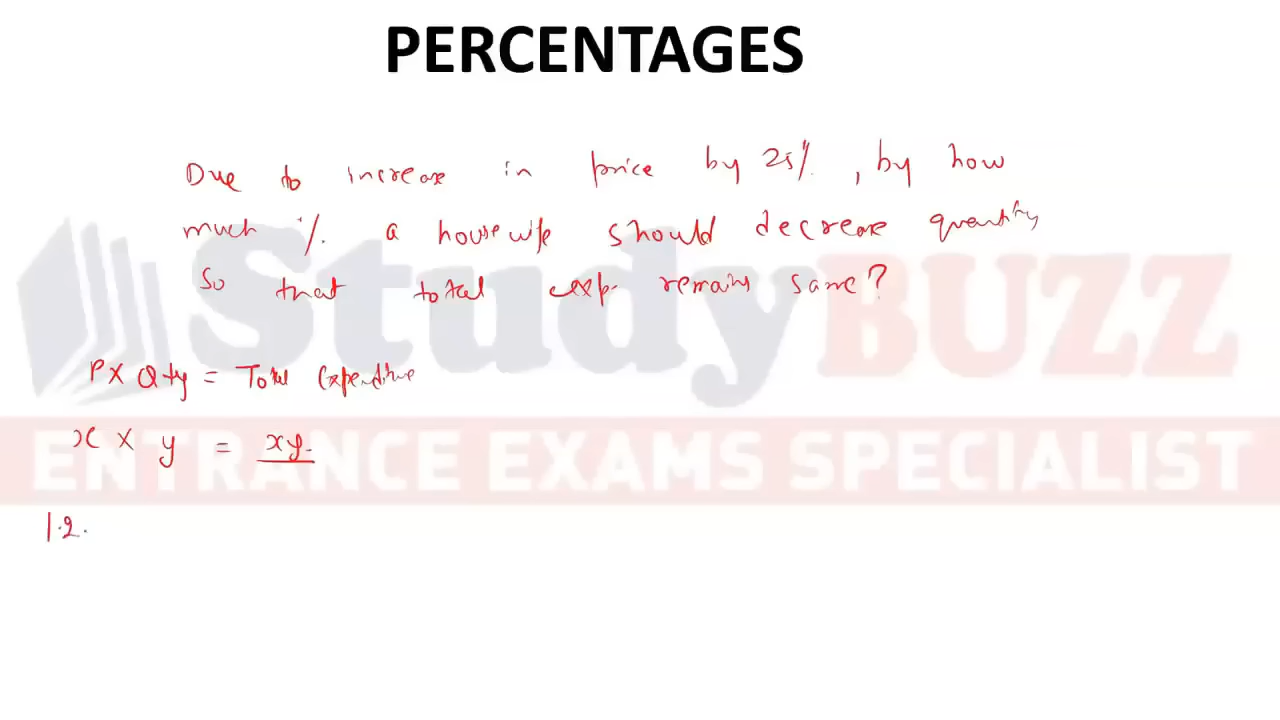 PERCENTAGES
Due to increase in price by 25%, by how
much % a housewife should decrease quantity
So that total exp. remains same?
StudyBUZZ
P X Qty = Total Expenditure
ENTRANCE EXAMS SPECIALIST
x X y = xy.
1.2.